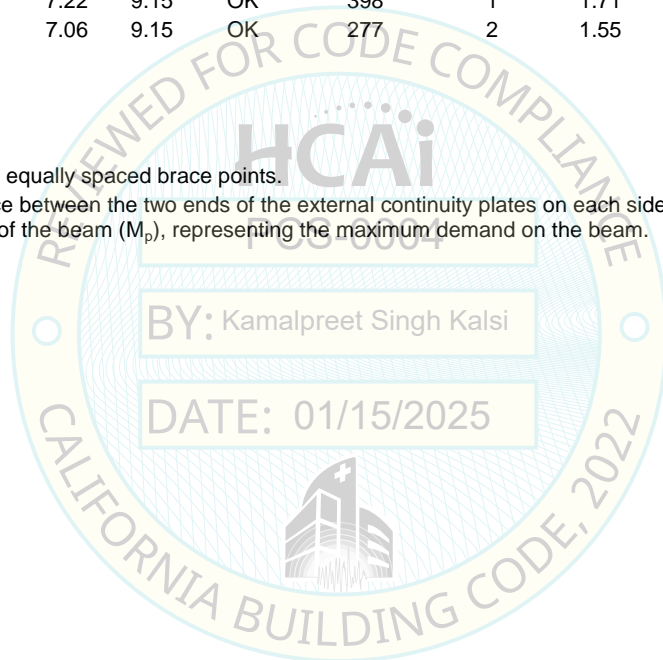 7.22 9.15 OK 398 1 1.71
7.06 9.15 OK 277 2 1.55
REVIEWED FOR CODE COMPLIANCE
HCAi
equally spaced brace points.
between the two ends of the external continuity plates on each side
of the beam (Mp), representing the maximum demand on the beam.
PCS-0004
BY: Kamalpreet Singh Kalsi
DATE: 01/15/2025
CALIFORNIA BUILDING CODE, 2022